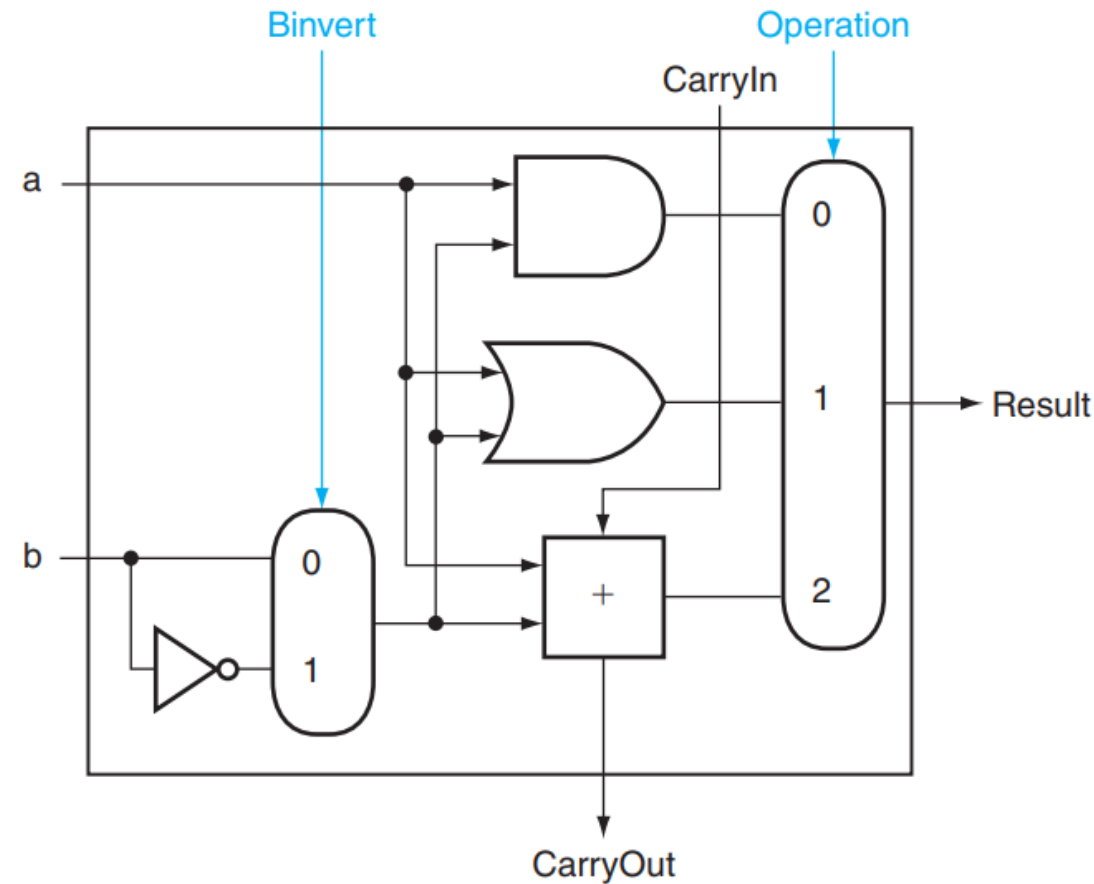 Binvert
Operation
CarryIn
a
0
1
Result
b
0
+
2
1
CarryOut